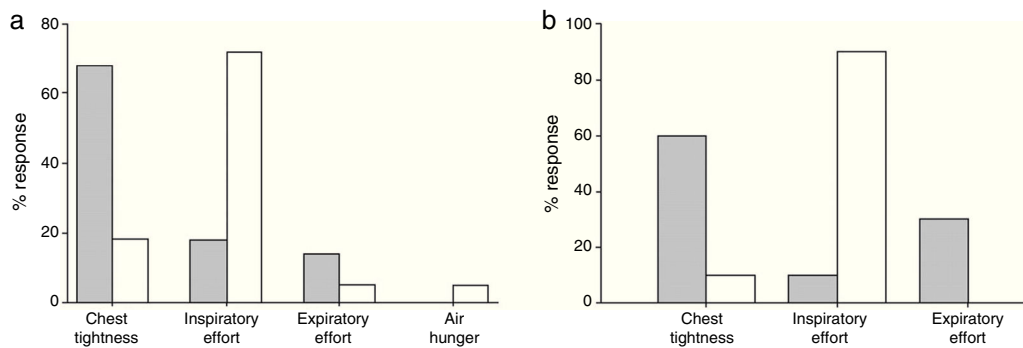 a
% response
80
60
40
20
0
Chest
tightness
Inspiratory
effort
Expiratory
effort
Air
hunger
b
% response
100
80
60
40
20
0
Chest
tightness
Inspiratory
effort
Expiratory
effort